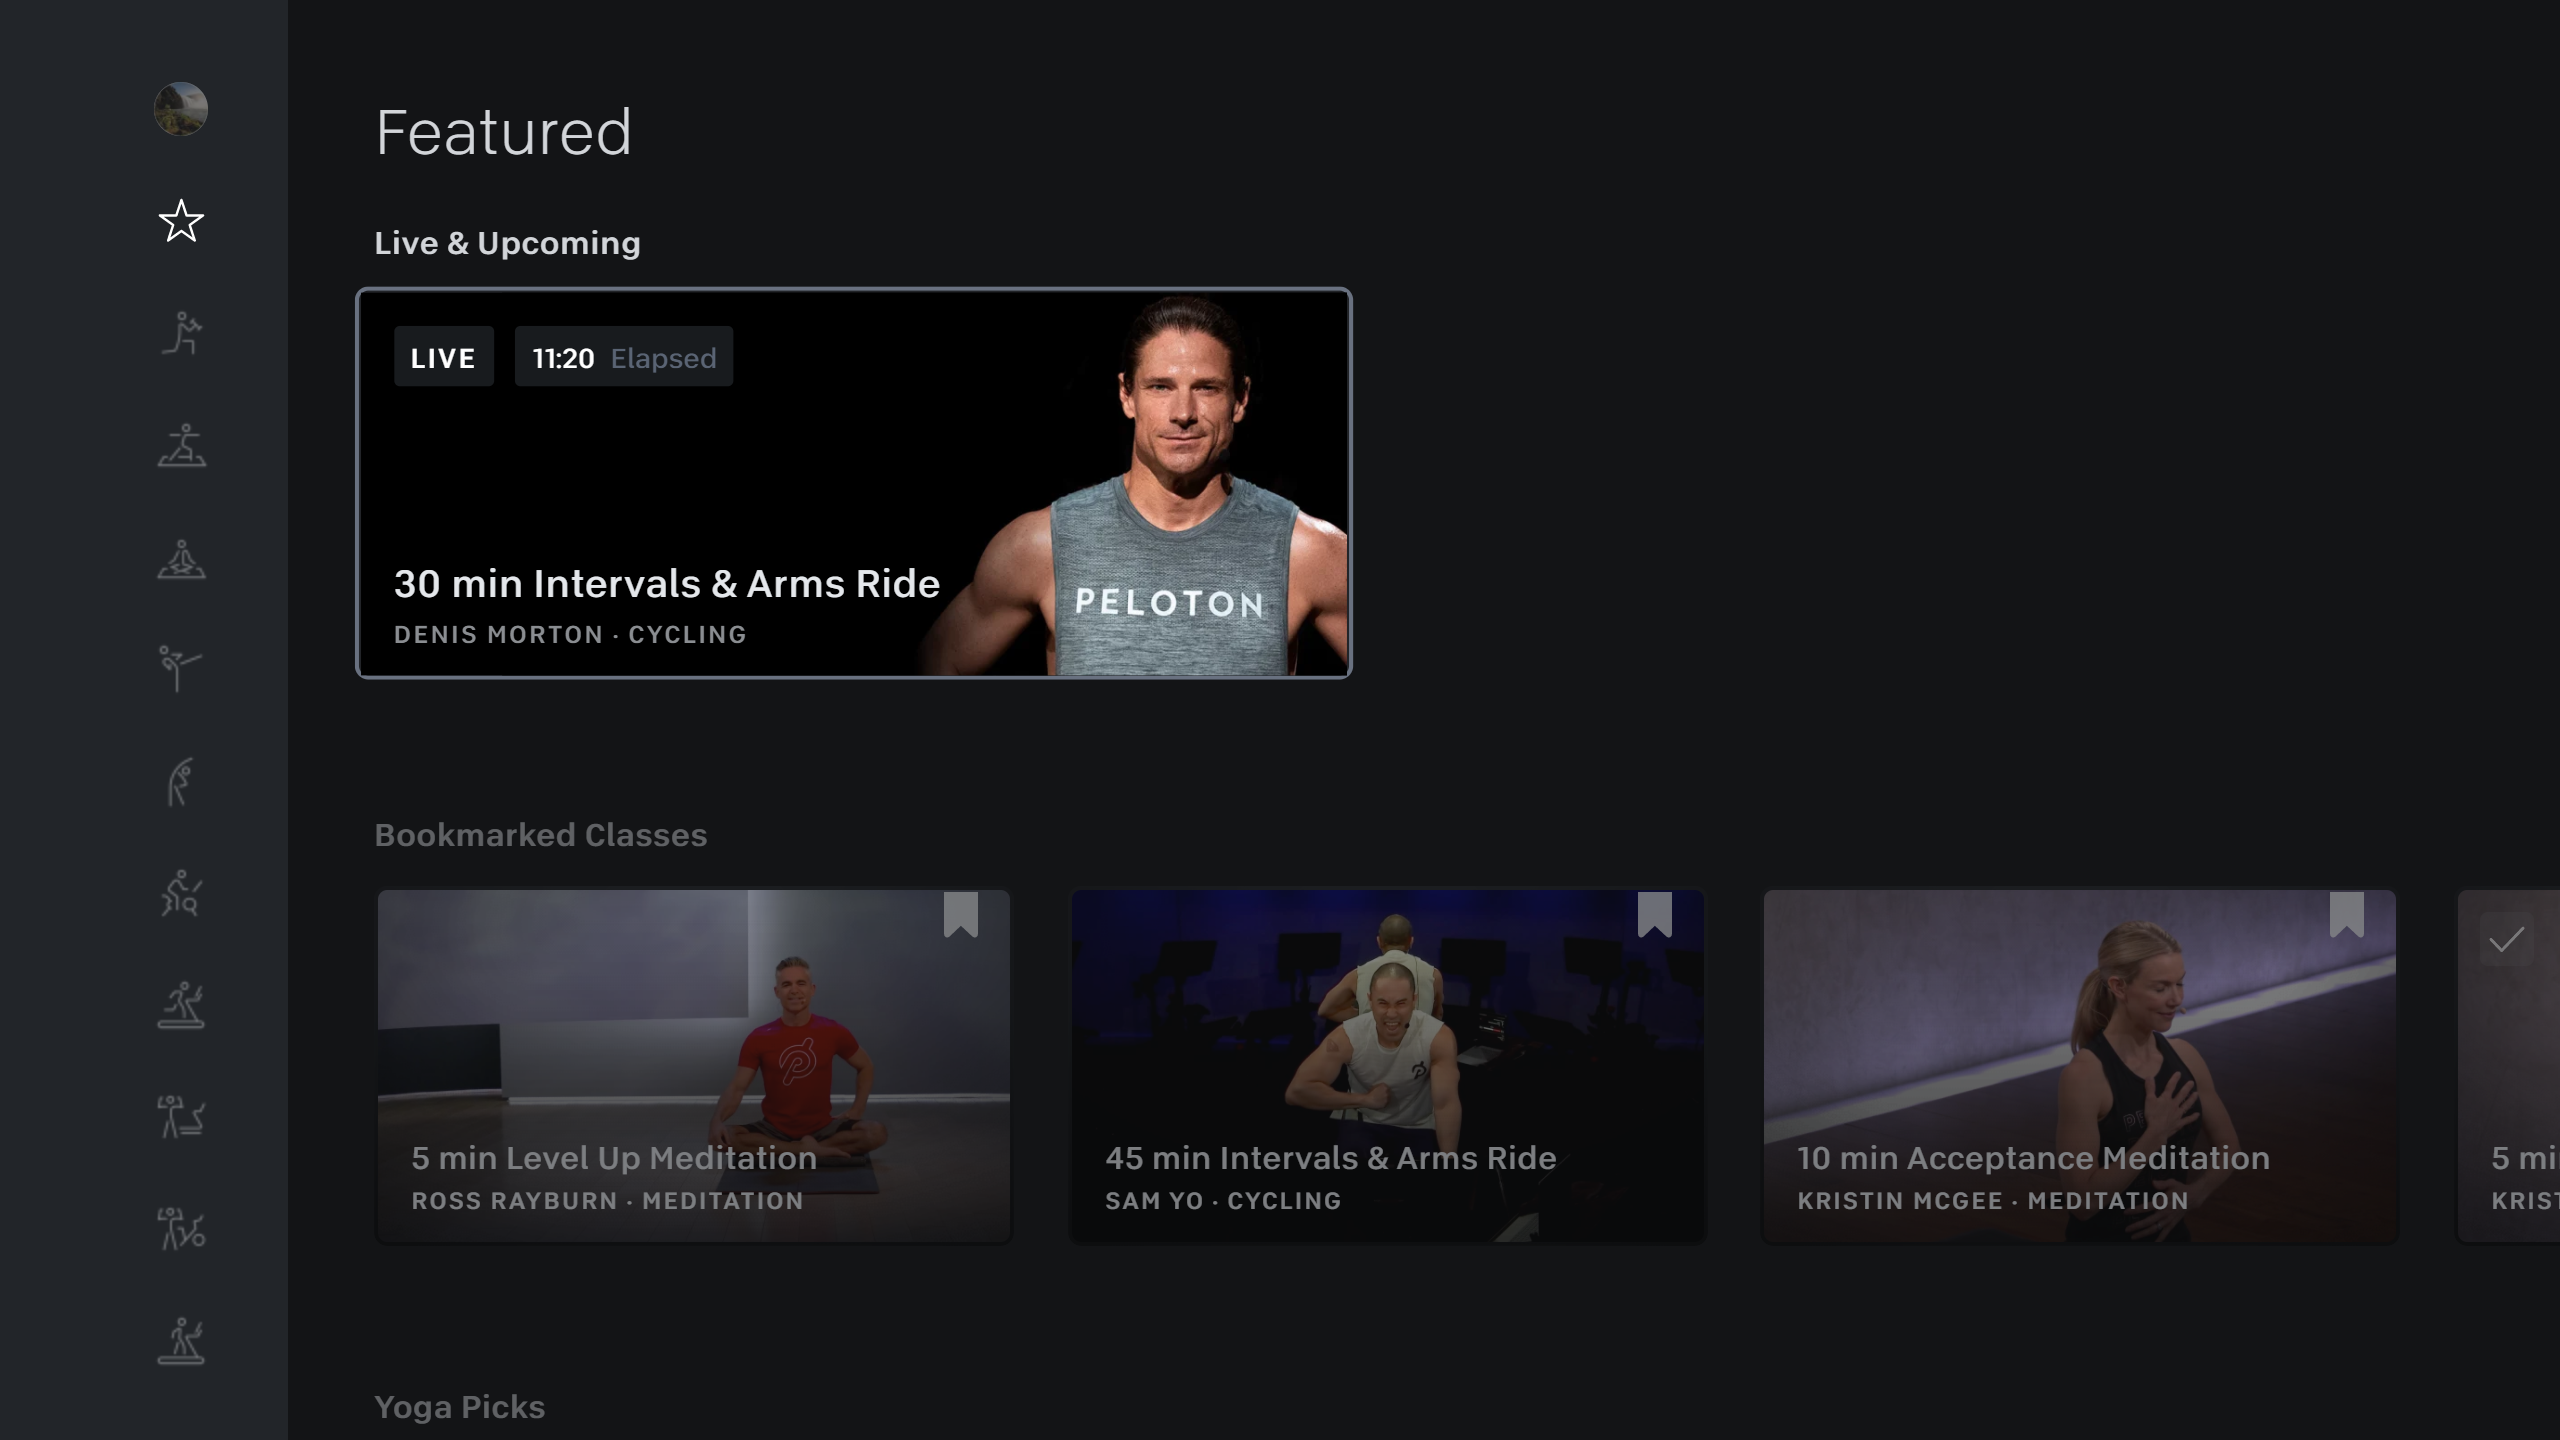 Featured
Live & Upcoming
LIVE 11:20 Elapsed
PELOTON
30 min Intervals & Arms Ride
DENIS MORTON · CYCLING
Bookmarked Classes
5 min Level Up Meditation
ROSS RAYBURN · MEDITATION
45 min Intervals & Arms Ride
SAM YO · CYCLING
10 min Acceptance Meditation
KRISTIN MCGEE · MEDITATION
5 mi
KRIST
Yoga Picks